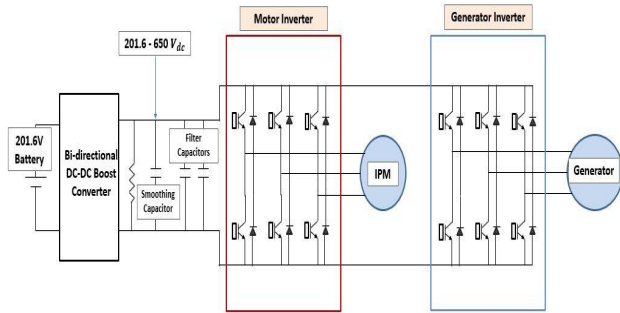 Motor Inverter
Generator Inverter
201.6 - 650 Vdc
201.6V
Battery
Bi-directional
DC-DC Boost
Converter
Filter
Capacitors
Smoothing
Capacitor
IPM
Generator